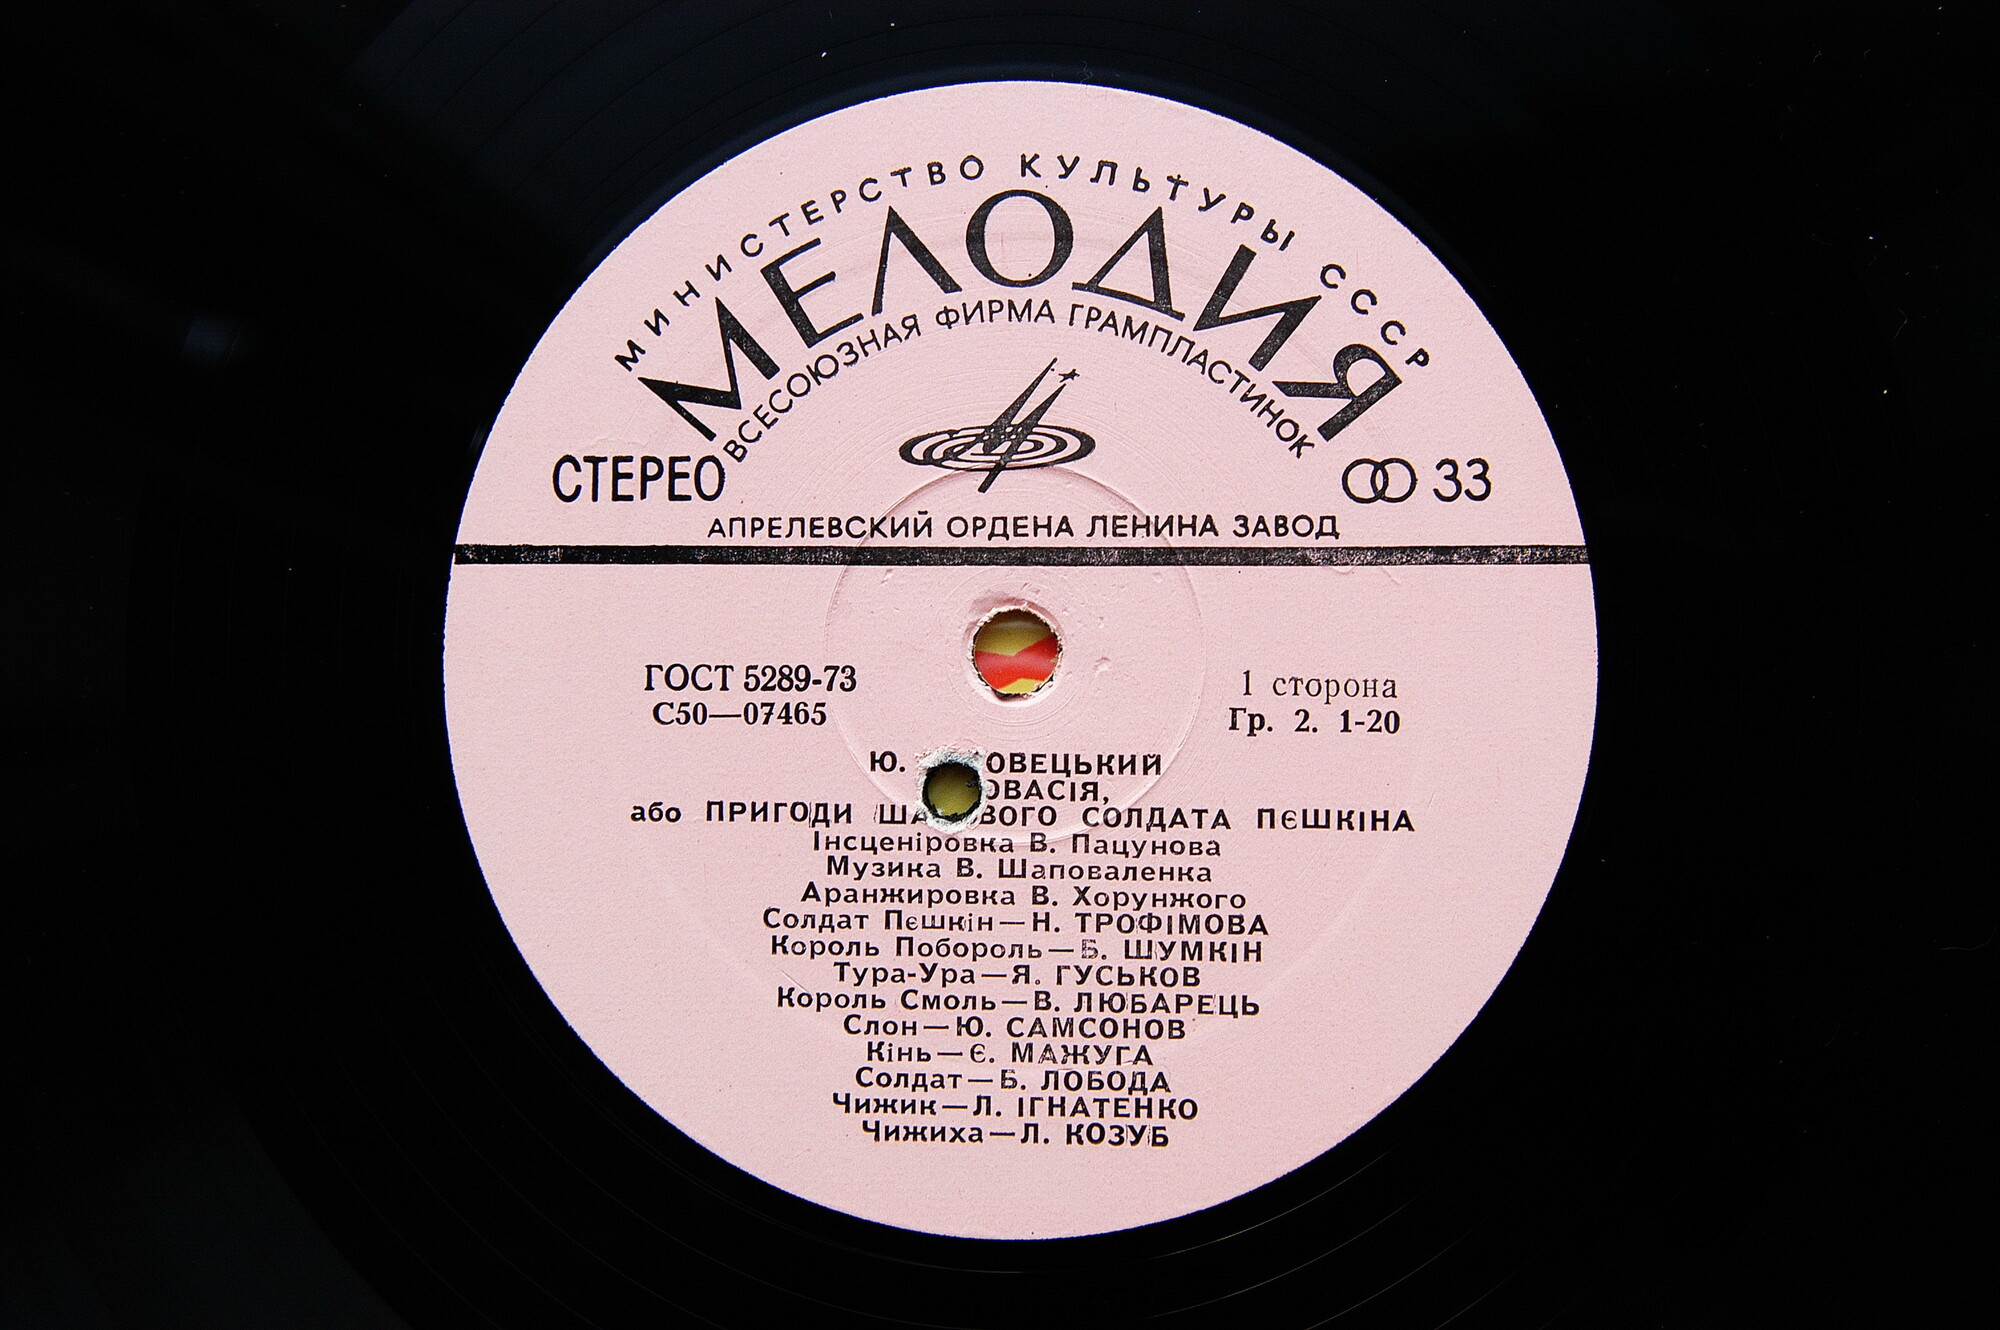 МИНИСТЕРСТВО КУЛЬТУРЫ СССР
МЕЛОДИЯ
ВСЕСОЮЗНАЯ ФИРМА ГРАМПЛАСТИНОК
СТЕРЕО 33
АПРЕЛЕВСКИЙ ОРДЕНА ЛЕНИНА ЗАВОД
ГОСТ 5289-73 1 сторона
С50—07465 Гр. 2. 1-20
Ю.
або ПРИГОДИ СОЛДАТА ПЄШКІНА
Інсценіровка В. Пацунова
Музика В. Шаповаленка
Аранжировка В. Хорунжого
Солдат Пєшкін—Н. ТРОФІМОВА
Король Побороль—Б. ШУМКІН
Тура-Ура—Я. ГУСЬКОВ
Король Смоль—В. ЛЮБАРЕЦЬ
Слон—Ю. САМСОНОВ
Кінь—Є. МАЖУГА
Солдат—Б. ЛОБОДА
Чижик—Л. ІГНАТЕНКО
Чижиха—Л. КОЗУБ